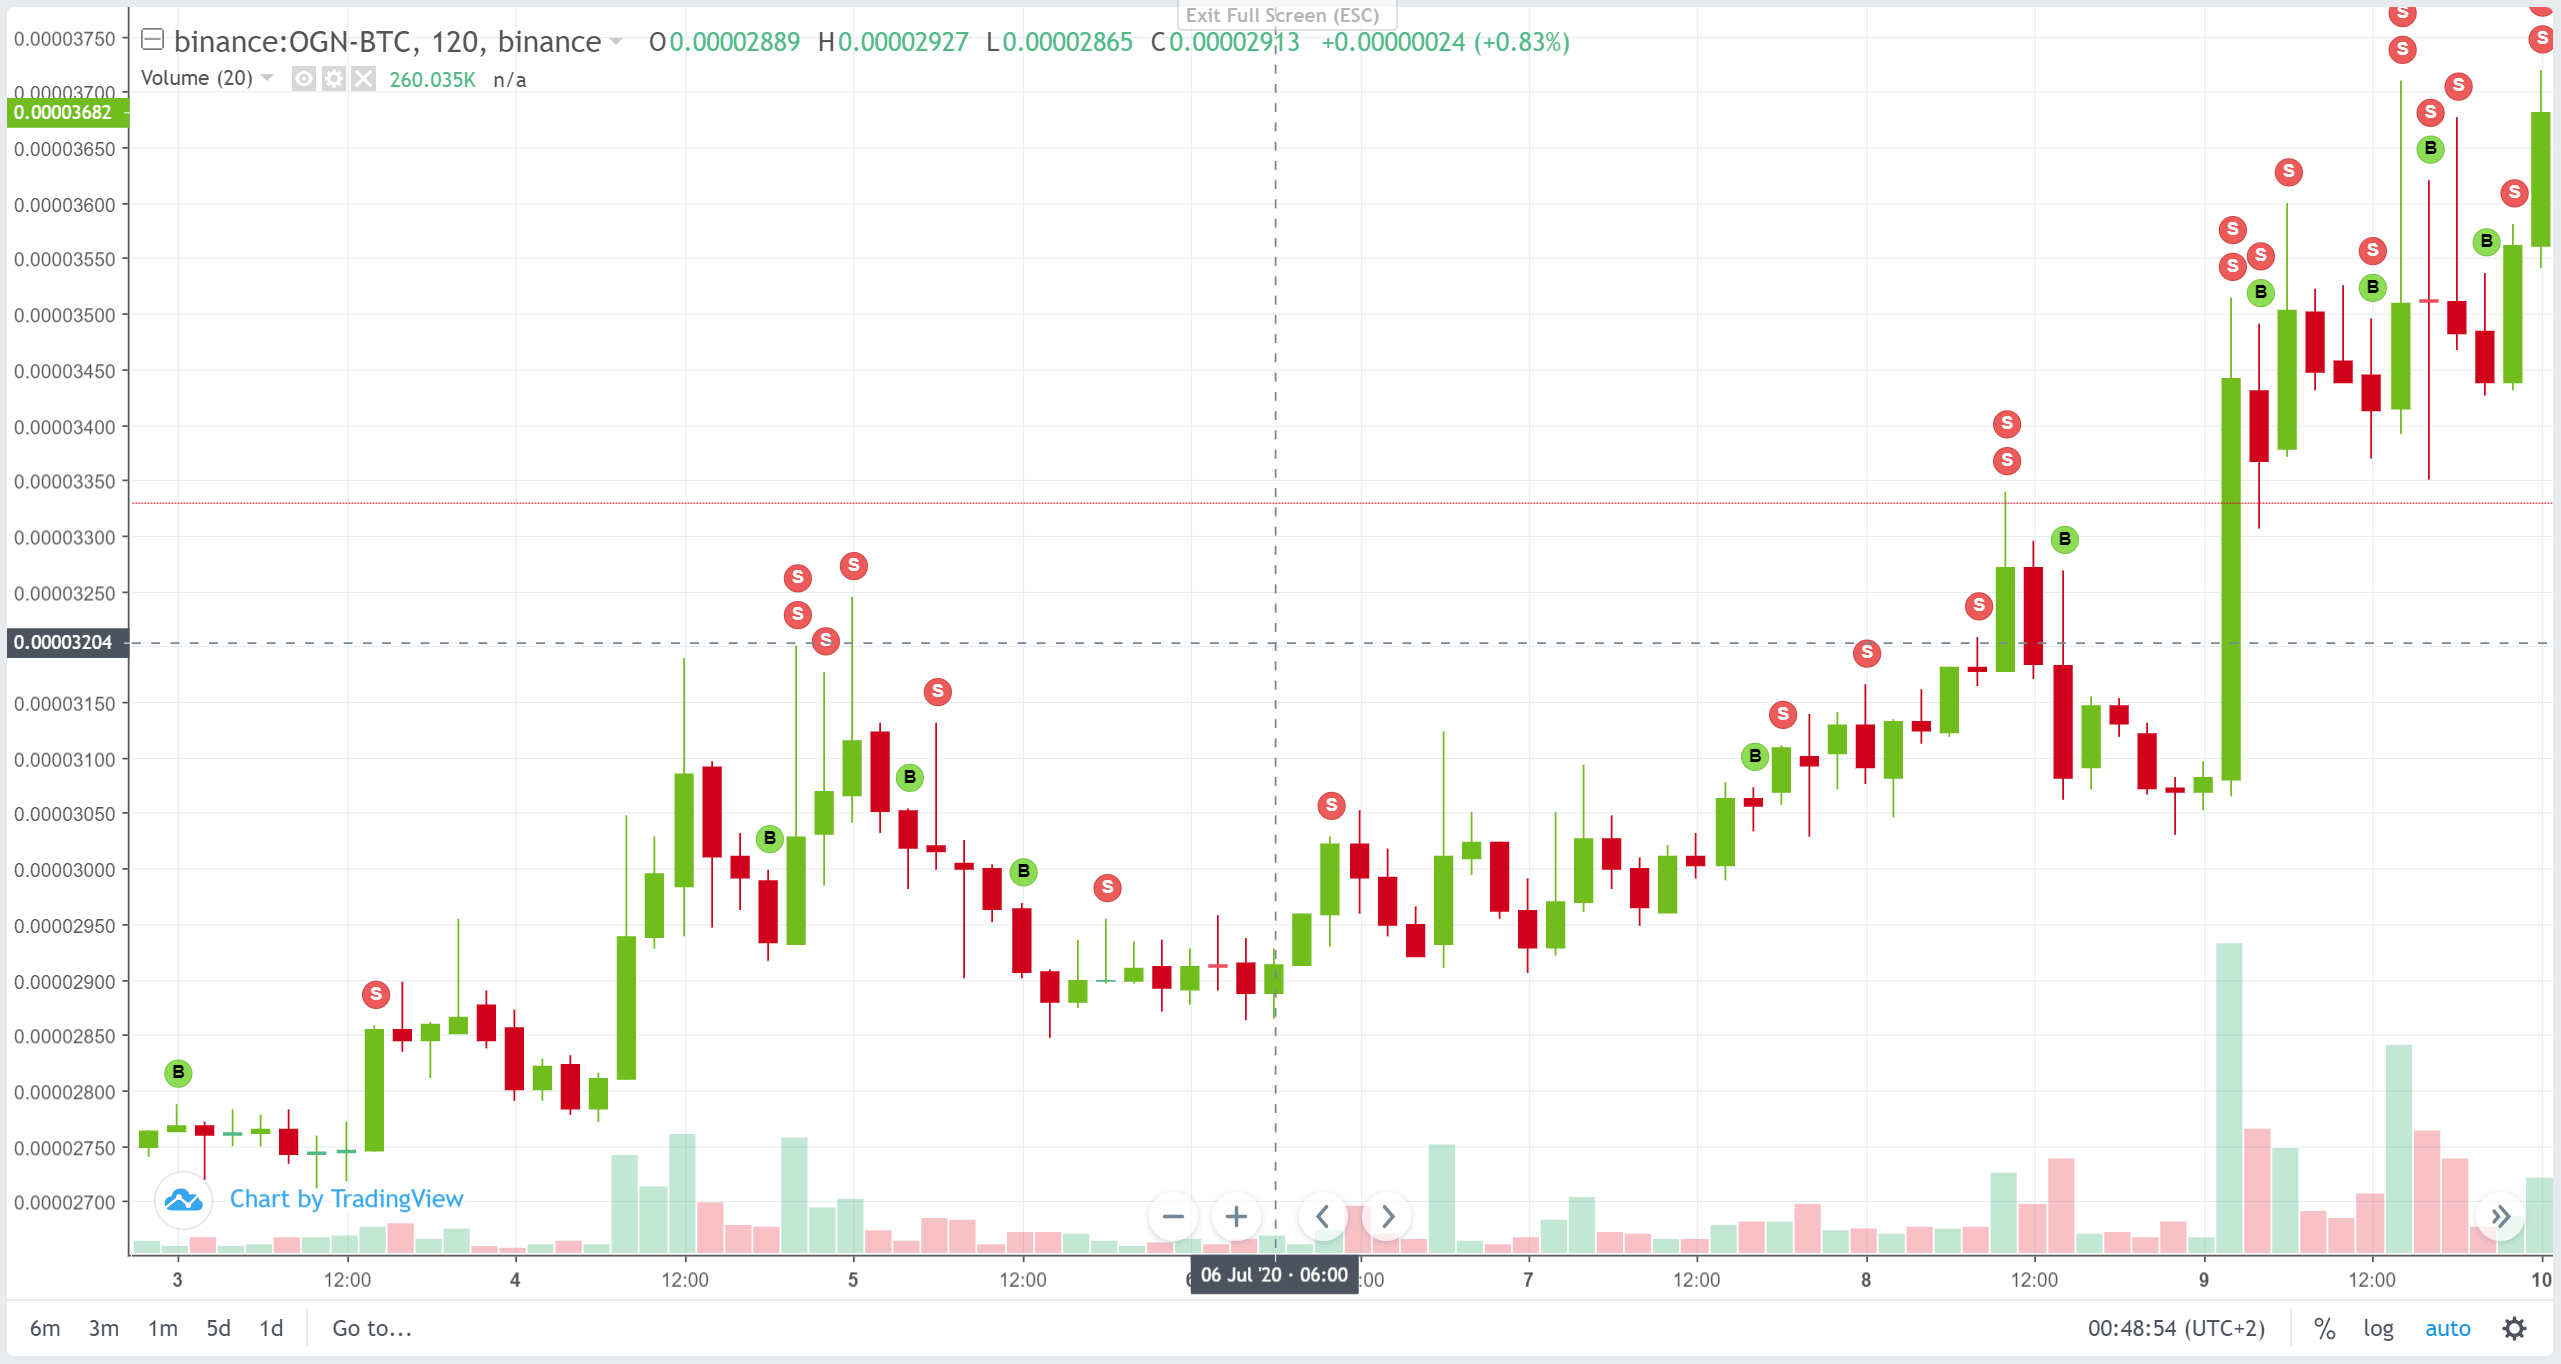 Exit Full Screen (ESC)
binance:OGN-BTC, 120, binance O0.00002889 H0.00002927 L0.00002865 C0.00002913 +0.00000024 (+0.83%)
Volume (20) 260.035K n/a
0.00003750
0.00003700
0.00003682
0.00003650
0.00003600
0.00003550
0.00003500
0.00003450
0.00003400
0.00003350
0.00003300
0.00003250
0.00003204
0.00003150
0.00003100
0.00003050
0.00003000
0.00002950
0.00002900
0.00002850
0.00002800
0.00002750
0.00002700
S S
S S
S
S B
S S
S S S
S B B
S B
S
S
B
S
S S
S
S
S
S
B
S
S
B
B
S
B
S
S
B
Chart by TradingView
3 12:00 4 12:00 5 12:00 06 Jul '20 · 06:00 :00 7 12:00 8 12:00 9 12:00 10
6m 3m 1m 5d 1d Go to... 00:48:54 (UTC+2) % log auto